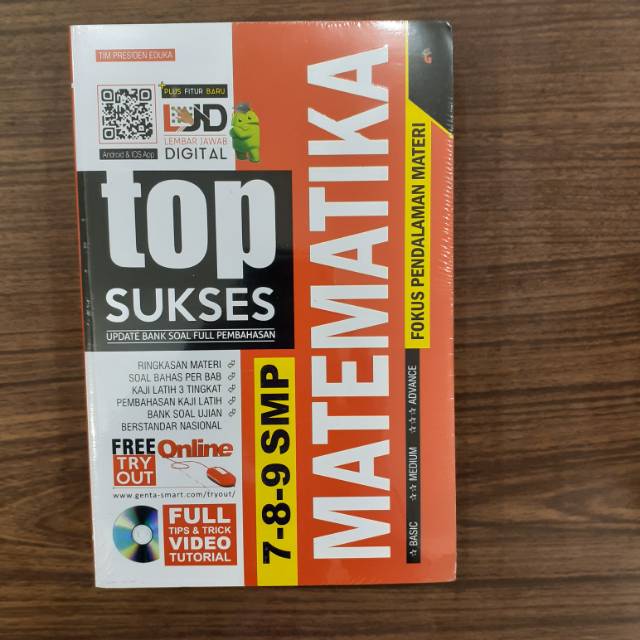 TIM PRESIDEN EDUKA
PLUS FITUR BARU
LJD
LEMBAR JAWAB
DIGITAL
Android & IOS App
top
SUKSES
UPDATE BANK SOAL FULL PEMBAHASAN
RINGKASAN MATERI
SOAL BAHAS PER BAB
KAJI LATIH 3 TINGKAT
PEMBAHASAN KAJI LATIH
BANK SOAL UJIAN
BERSTANDAR NASIONAL
FREE
TRY
OUT
Online
www.genta-smart.com/tryout/
FULL
TIPS & TRICK
VIDEO
TUTORIAL
7-8-9 SMP
MATEMATIKA
FOKUS PENDALAMAN MATERI
☆ BASIC ☆☆ MEDIUM ☆☆☆ ADVANCE